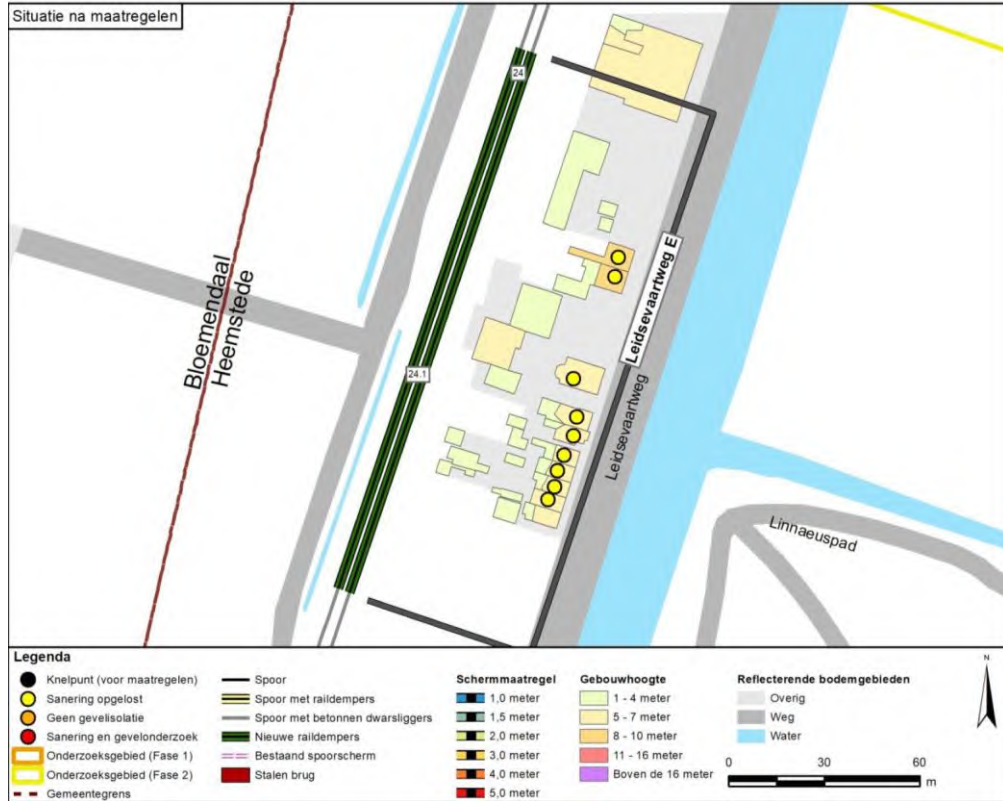 Situatie na maatregelen
24
Leidsevaartweg E
Bloemendaal
Heemstede
24.1
Leidsevaartweg
Linnaeuspad
Legenda
Knelpunt (voor maatregelen)
Sanering opgelost
Geen gevelisolatie
Sanering en gevelonderzoek
Onderzoeksgebied (Fase 1)
Onderzoeksgebied (Fase 2)
Gemeentegrens
Spoor
Spoor met raildempers
Spoor met betonnen dwarsliggers
Nieuwe raildempers
Bestaand spoorscherm
Stalen brug
Schermmaatregel
1,0 meter
1,5 meter
2,0 meter
3,0 meter
4,0 meter
5,0 meter
Gebouwhoogte
1 - 4 meter
5 - 7 meter
8 - 10 meter
11 - 16 meter
Boven de 16 meter
Reflecterende bodemgebieden
Overig
Weg
Water
N
0 15 30 60
m